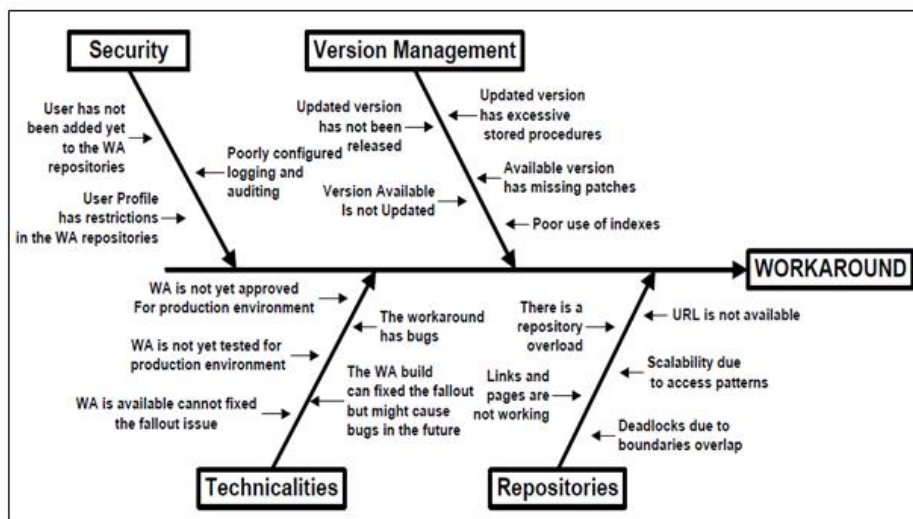 Security
Version Management
User has not
been added yet
to the WA
repositories
Poorly configured
logging and
auditing
User Profile
has restrictions
in the WA repositories
Updated version
has not been
released
Updated version
has excessive
stored procedures
Available version
has missing patches
Version Available
Is not Updated
Poor use of indexes
WORKAROUND
WA is not yet approved
For production environment
The workaround
has bugs
WA is not yet tested for
production environment
The WA build
can fixed the fallout
but might cause
bugs in the future
WA is available cannot fixed
the fallout issue
There is a
repository
overload
URL is not available
Scalability due
to access patterns
Links and
pages are
not working
Deadlocks due to
boundaries overlap
Technicalities
Repositories